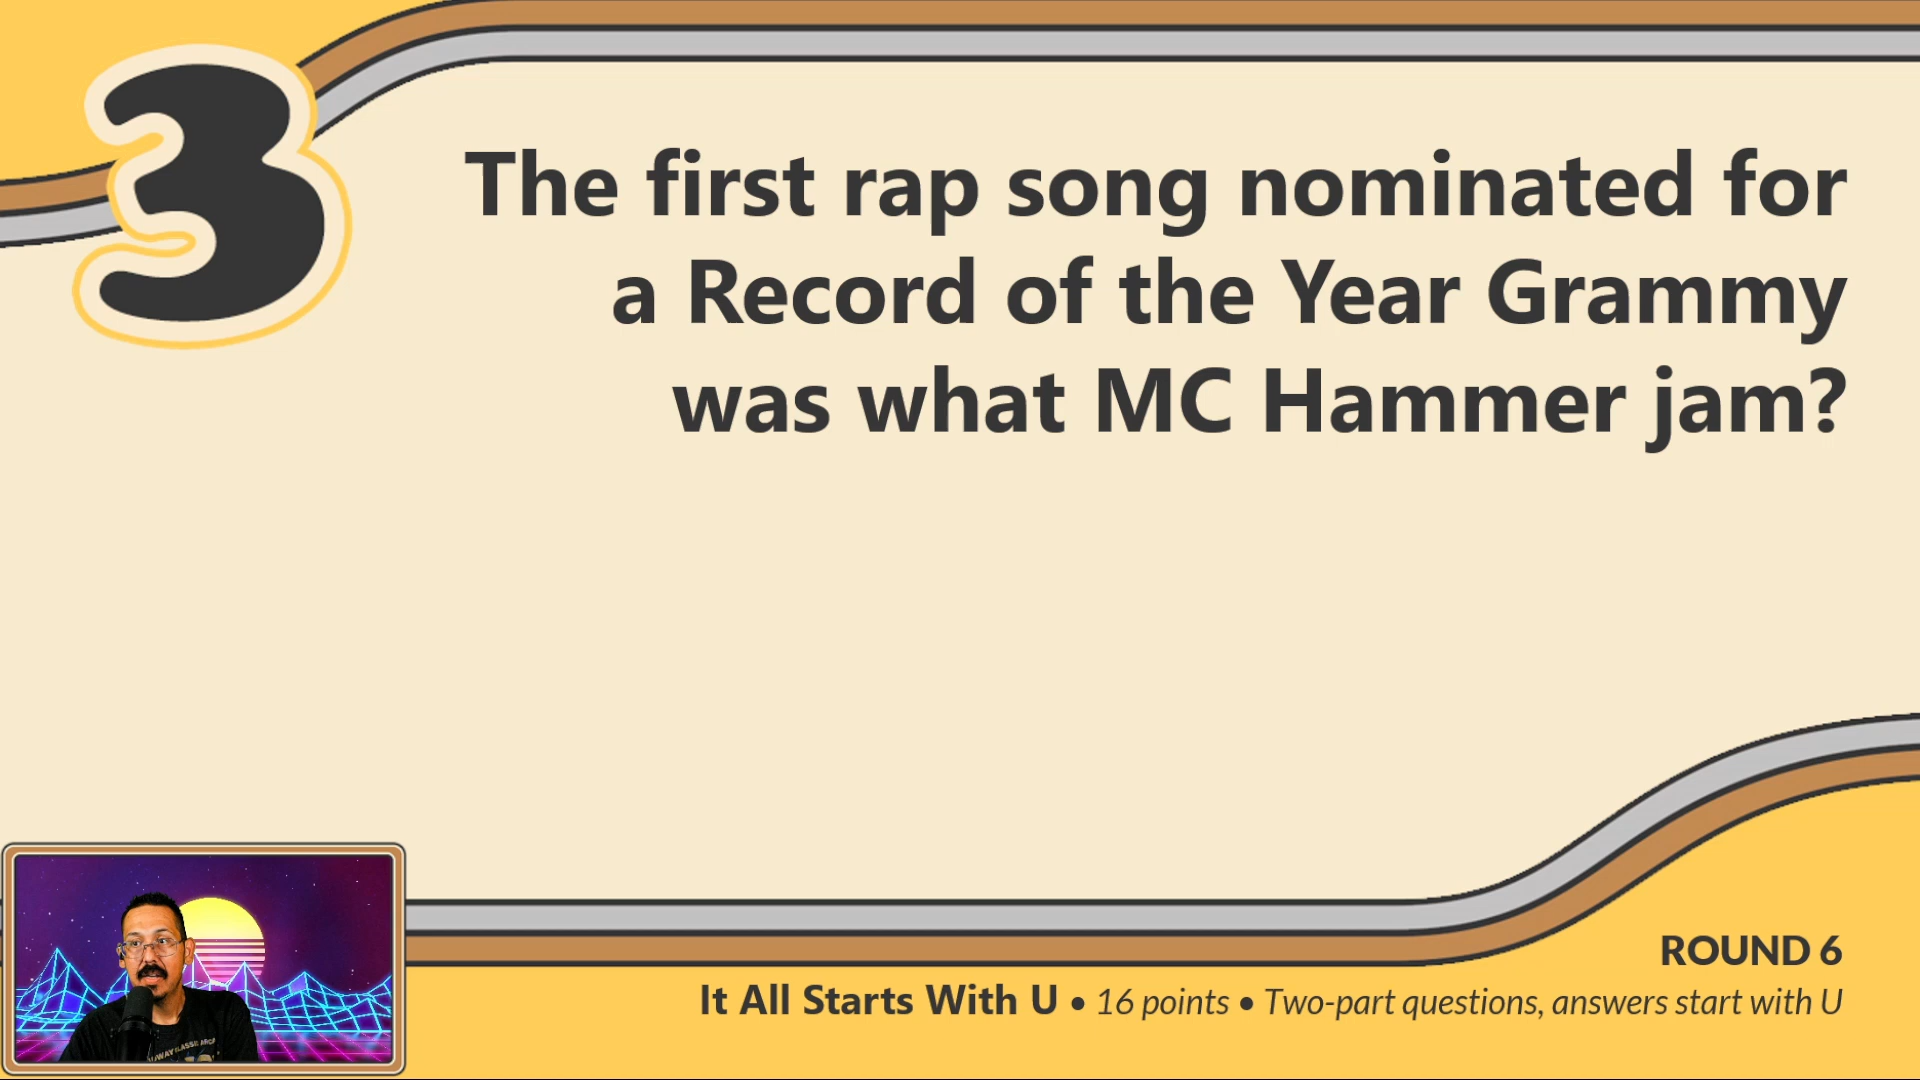 3
The first rap song nominated for
a Record of the Year Grammy
was what MC Hammer jam?
ROUND 6
It All Starts With U • 16 points • Two-part questions, answers start with U